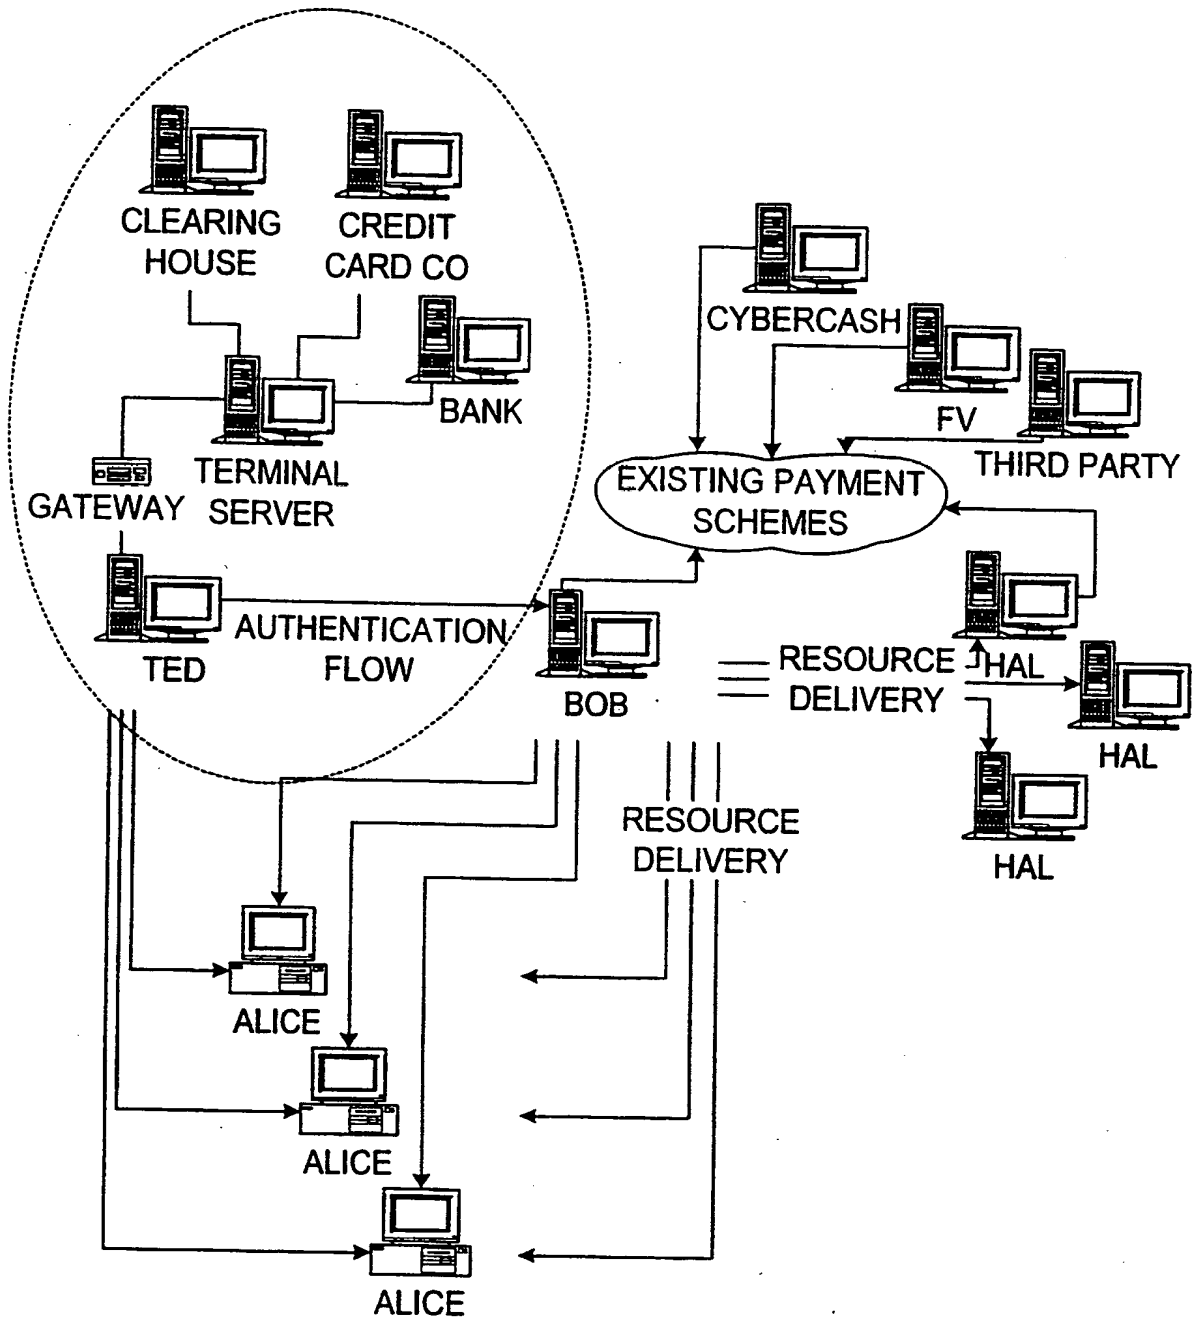 CLEARING
HOUSE
CREDIT
CARD CO
BANK
TERMINAL
SERVER
GATEWAY
TED
AUTHENTICATION
FLOW
BOB
CYBERCASH
FV
THIRD PARTY
EXISTING PAYMENT
SCHEMES
RESOURCE
DELIVERY
HAL
HAL
HAL
RESOURCE
DELIVERY
ALICE
ALICE
ALICE